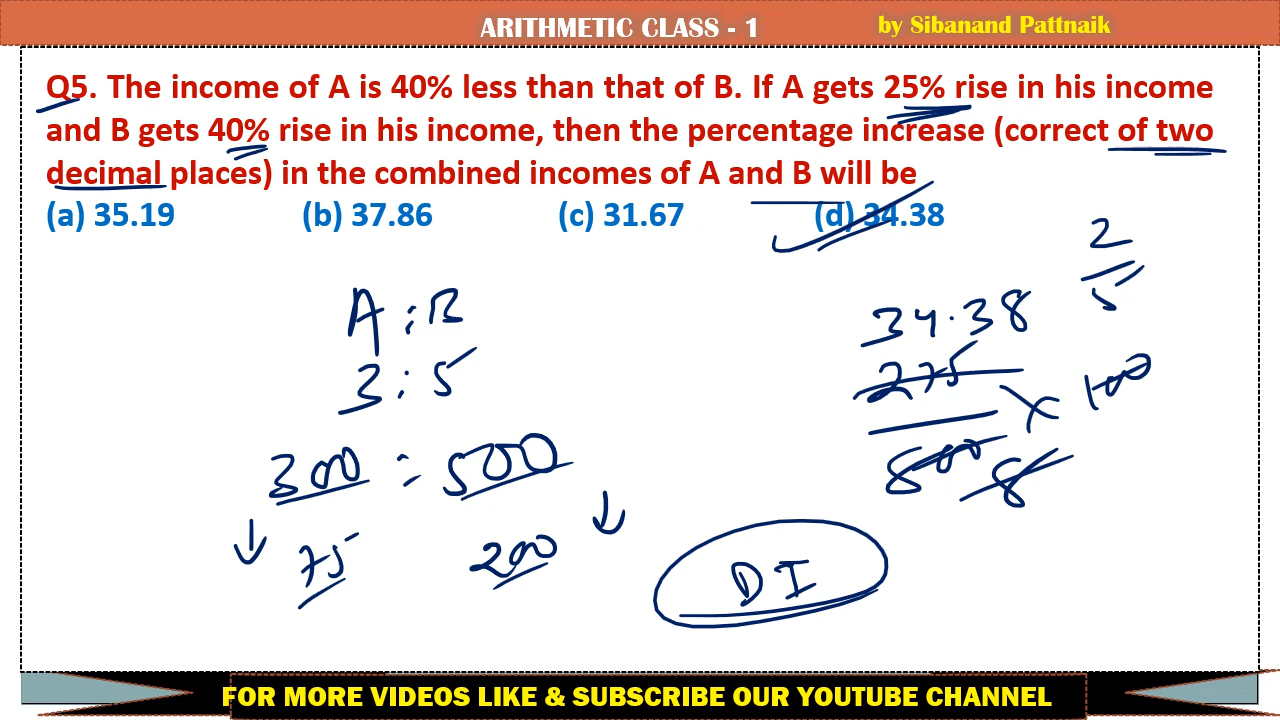 ARITHMETIC CLASS - 1
by Sibanand Pattnaik
Q5. The income of A is 40% less than that of B. If A gets 25% rise in his income
and B gets 40% rise in his income, then the percentage increase (correct of two
decimal places) in the combined incomes of A and B will be
(a) 35.19 (b) 37.86 (c) 31.67 (d) 34.38
A : B
3 : 5
300 : 500
75 200
2
5
34.38
275
800 × 100
8
D I
FOR MORE VIDEOS LIKE & SUBSCRIBE OUR YOUTUBE CHANNEL